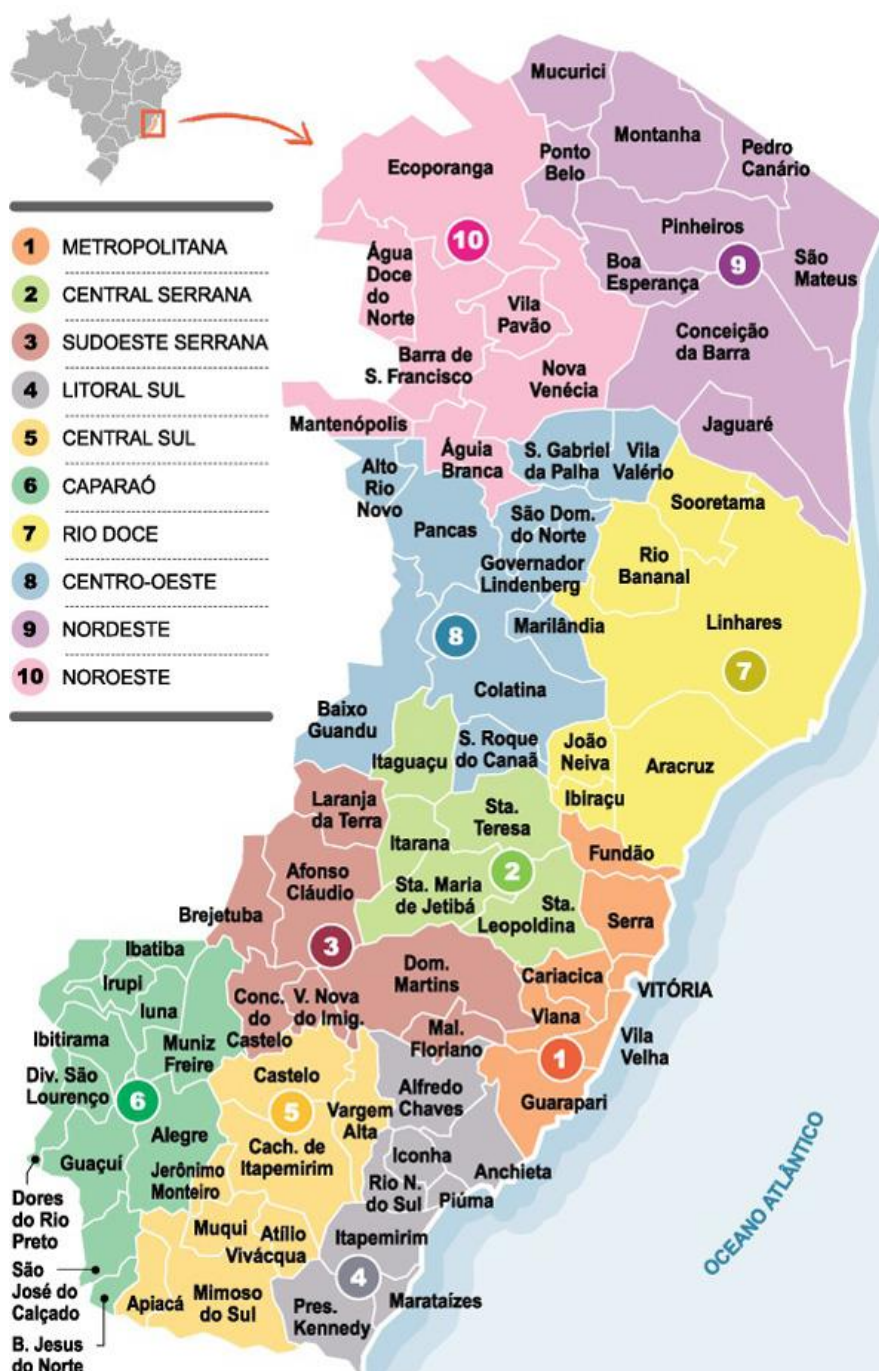 1 METROPOLITANA
2 CENTRAL SERRANA
3 SUDOESTE SERRANA
4 LITORAL SUL
5 CENTRAL SUL
6 CAPARAÓ
7 RIO DOCE
8 CENTRO-OESTE
9 NORDESTE
10 NOROESTE
Mucurici
Montanha
Pedro
Canário
Ponto
Belo
Ecoporanga
10
Pinheiros
9
São
Mateus
Boa
Esperança
Água
Doce
do
Norte
Vila
Pavão
Conceição
da Barra
Barra de
S. Francisco
Nova
Venécia
Mantenópolis
Jaguaré
Águia
Branca
S. Gabriel
da Palha
Vila
Valério
Alto
Rio
Novo
Sooretama
Pancas
São Dom.
do Norte
Governador
Lindenberg
Rio
Bananal
Linhares
7
Marilândia
8
Colatina
Baixo
Guandu
S. Roque
do Canaã
João
Neiva
Aracruz
Itaguaçu
Ibiraçu
Laranja
da Terra
Sta.
Teresa
Itarana
Fundão
Afonso
Cláudio
2
Sta. Maria
de Jetibá
Sta.
Leopoldina
Serra
Brejetuba
3
Ibatiba
Dom.
Martins
Cariacica
VITÓRIA
Irupi
Iuna
Conc.
do
Castelo
V. Nova
do Imig.
Viana
Vila
Velha
Ibitirama
Muniz
Freire
Mal.
Floriano
1
Div. São
Lourenço
6
Castelo
5
Alfredo
Chaves
Guarapari
Vargem
Alta
Alegre
Guaçuí
Cach. de
Itapemirim
Iconha
Anchieta
Jerônimo
Monteiro
Rio N.
do Sul
Piúma
Dores
do Rio
Preto
Muqui
Atílio
Vivácqua
Itapemirim
São
José do
Calçado
4
Apiacá
Mimoso
do Sul
Pres.
Kennedy
Marataízes
B. Jesus
do Norte
OCEANO ATLÂNTICO